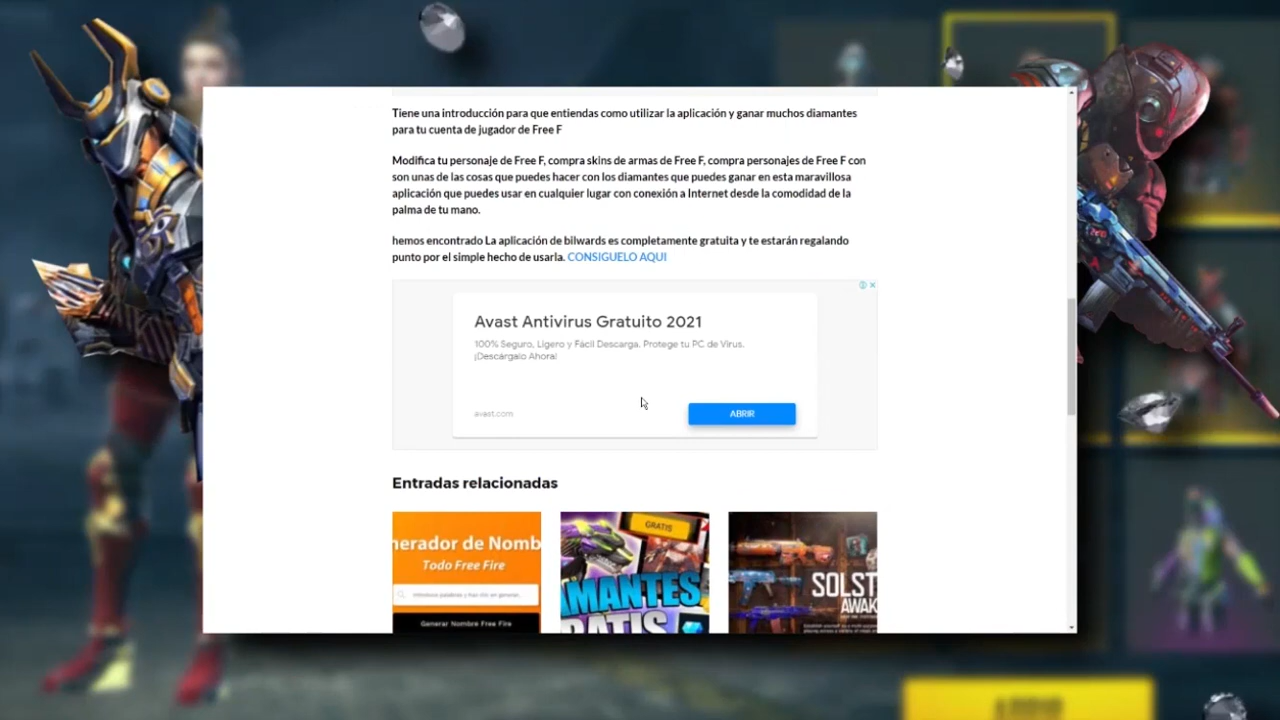 Tiene una introducción para que entiendas como utilizar la aplicación y ganar muchos diamantes
para tu cuenta de jugador de Free F
Modifica tu personaje de Free F, compra skins de armas de Free F, compra personajes de Free F con
son unas de las cosas que puedes hacer con los diamantes que puedes ganar en esta maravillosa
aplicación que puedes usar en cualquier lugar con conexión a Internet desde la comodidad de la
palma de tu mano.
hemos encontrado La aplicación de bilwards es completamente gratuita y te estarán regalando
punto por el simple hecho de usarla. CONSIGUELO AQUI
Avast Antivirus Gratuito 2021
100% Seguro, Ligero y Fácil Descarga. Protege tu PC de Virus.
¡Descárgalo Ahora!
avast.com
ABRIR
Entradas relacionadas
nerador de Nomb
Todo Free Fire
Generar Nombre Free Fire
GRATIS
AMANTES
RATIS
SOLST
AWAK